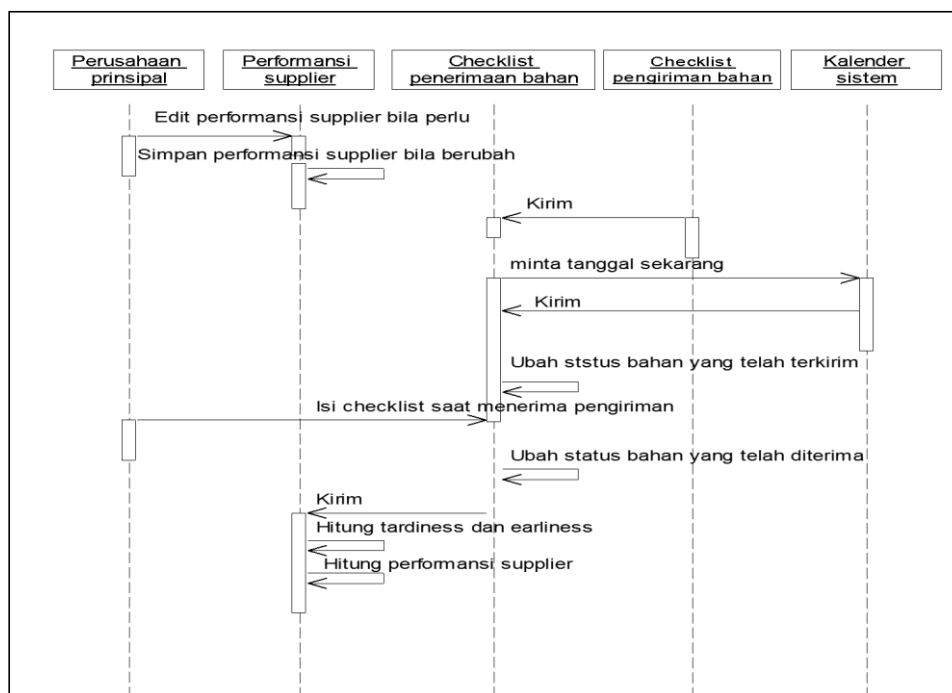 Perusahaan
prinsipal
Performansi
supplier
Checklist
penerimaan bahan
Checklist
pengiriman bahan
Kalender
sistem
Edit performansi supplier bila perlu
Simpan performansi supplier bila berubah
Kirim
minta tanggal sekarang
Kirim
Ubah ststus bahan yang telah terkirim
Isi checklist saat menerima pengiriman
Ubah status bahan yang telah diterima
Kirim
Hitung tardiness dan earliness
Hitung performansi supplier